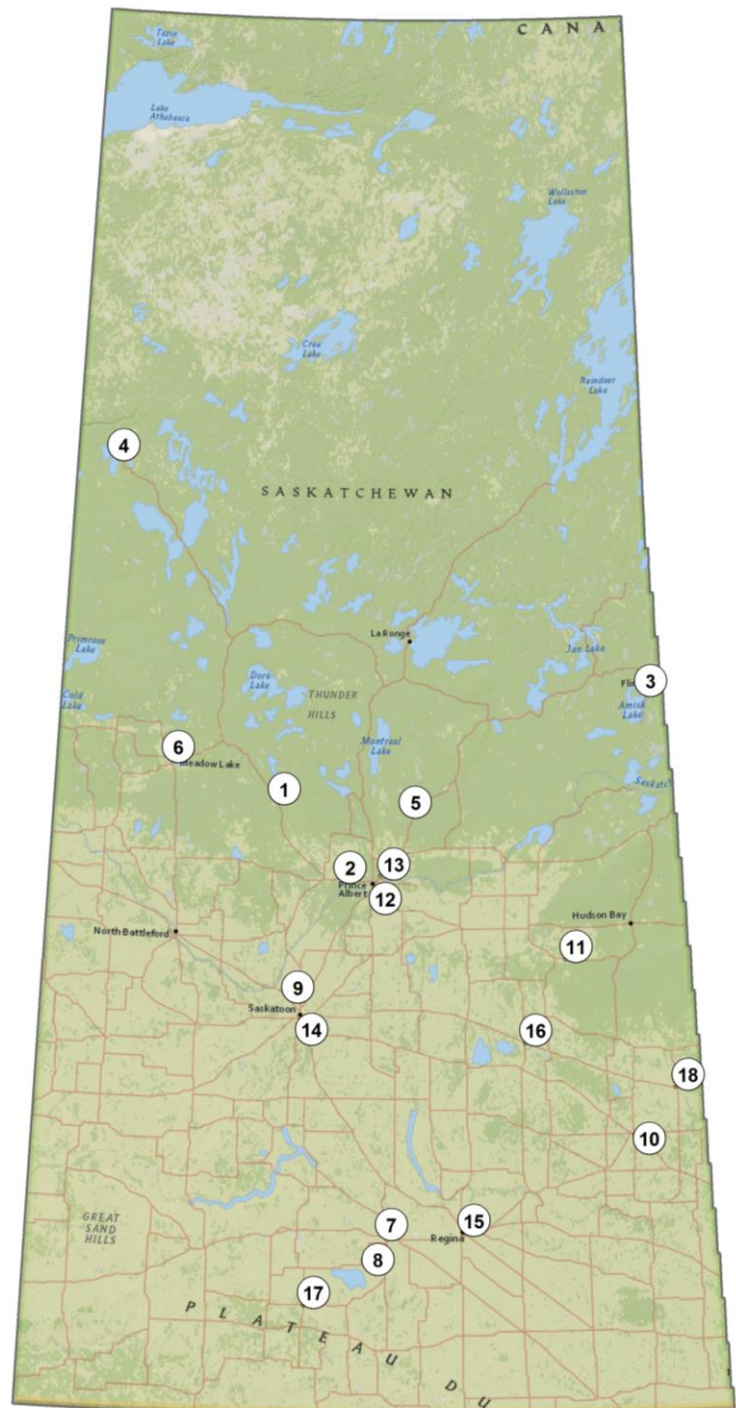 C A N A
Tazin
Lake
Lake
Athabasca
Wollaston
Lake
Cree
Lake
Reindeer
Lake
4
S A S K A T C H E W A N
La Ronge
Primrose
Lake
Jan Lake
Dore
Lake
THUNDER
HILLS
Flin
3
Cold
Lake
Amisk
Lake
6
Montreal
Lake
Meadow Lake
1
5
Saskatc
2
13
Prince
Albert
12
Hudson Bay
North Battleford
11
9
Saskatoon
14
16
18
10
GREAT
SAND
HILLS
7
15
Regina
8
17
P L A T E A U D U